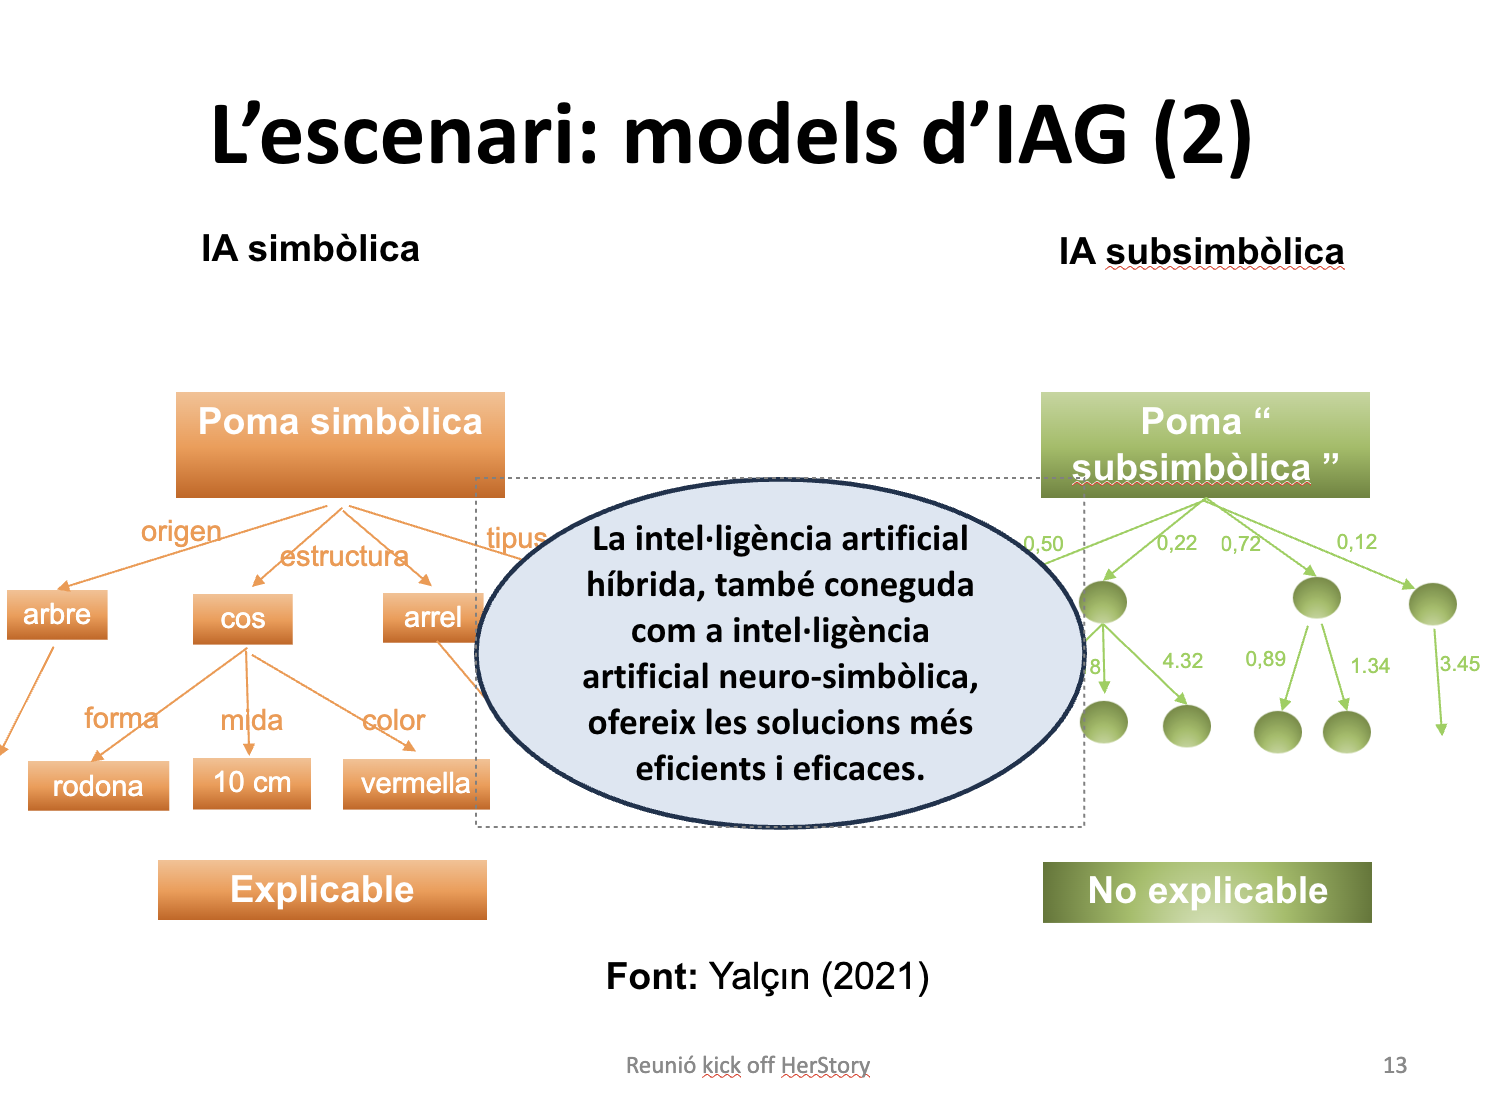 L’escenari: models d’IAG (2)
IA simbòlica
IA subsimbòlica
Poma simbòlica
origen
estructura
tipus
arbre
cos
arrel
forma
mida
color
rodona
10 cm
vermella
Explicable
La intel·ligència artificial
híbrida, també coneguda
com a intel·ligència
artificial neuro-simbòlica,
ofereix les solucions més
eficients i eficaces.
Poma “
subsimbòlica ”
0,50
0,22
0,72
0,12
8
4.32
0,89
1.34
3.45
No explicable
Font: Yalçın (2021)
Reunió kick off HerStory
13